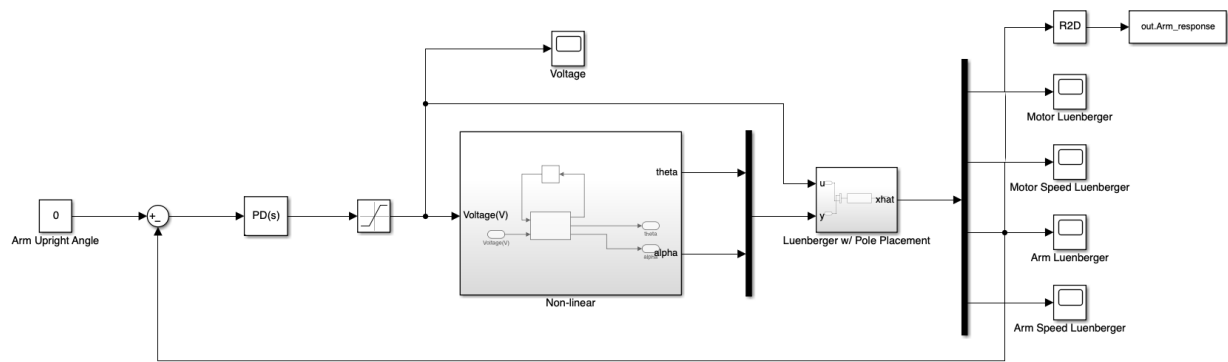 R2D
out.Arm_response
Voltage
Motor Luenberger
theta
u
xhat
y
Motor Speed Luenberger
0
PD(s)
Voltage(V)
Voltage(V)
theta
alpha
alpha
Arm Upright Angle
Luenberger w/ Pole Placement
Arm Luenberger
Non-linear
Arm Speed Luenberger